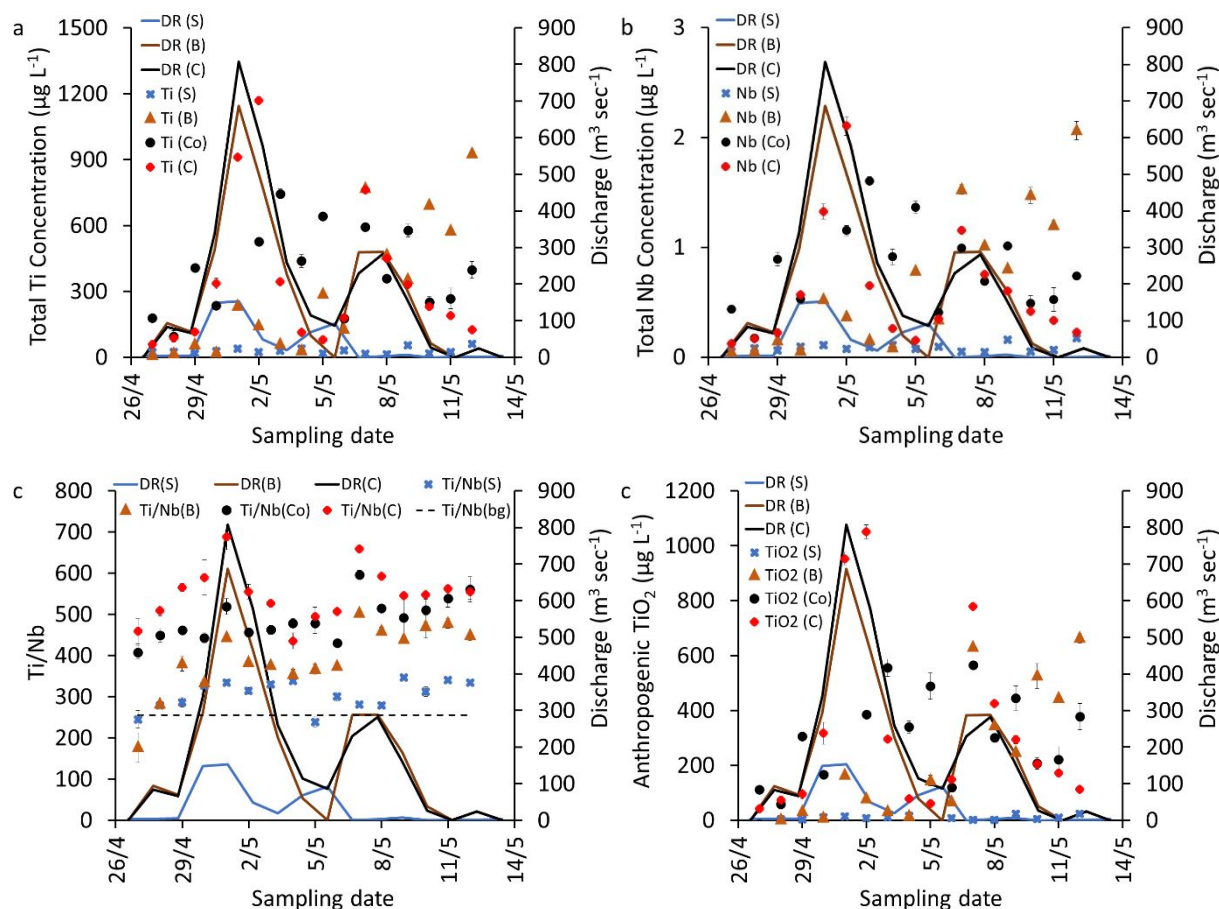 a
Total Ti Concentration (µg L-1)
1500
1200
900
600
300
0
DR (S)
DR (B)
DR (C)
Ti (S)
Ti (B)
Ti (Co)
Ti (C)
900
800
700
600
500
400
300
200
100
0
Discharge (m3 sec-1)
26/4
29/4
2/5
5/5
8/5
11/5
14/5
Sampling date
b
Total Nb Concentration (µg L-1)
3
2
1
0
DR (S)
DR (B)
DR (C)
Nb (S)
Nb (B)
Nb (Co)
Nb (C)
900
800
700
600
500
400
300
200
100
0
Discharge (m3 sec-1)
26/4
29/4
2/5
5/5
8/5
11/5
14/5
Sampling date
c
DR(S) DR(B) DR(C) Ti/Nb(S)
Ti/Nb(B) Ti/Nb(Co) Ti/Nb(C) Ti/Nb(bg)
Ti/Nb
800
700
600
500
400
300
200
100
0
900
800
700
600
500
400
300
200
100
0
Discharge (m3 sec-1)
26/4
29/4
2/5
5/5
8/5
11/5
14/5
Sampling date
c
Anthropogenic TiO2 (µg L-1)
1200
1000
800
600
400
200
0
DR (S)
DR (B)
DR (C)
TiO2 (S)
TiO2 (B)
TiO2 (Co)
TiO2 (C)
900
800
700
600
500
400
300
200
100
0
Discharge (m3 sec-1)
26/4
29/4
2/5
5/5
8/5
11/5
14/5
Sampling date